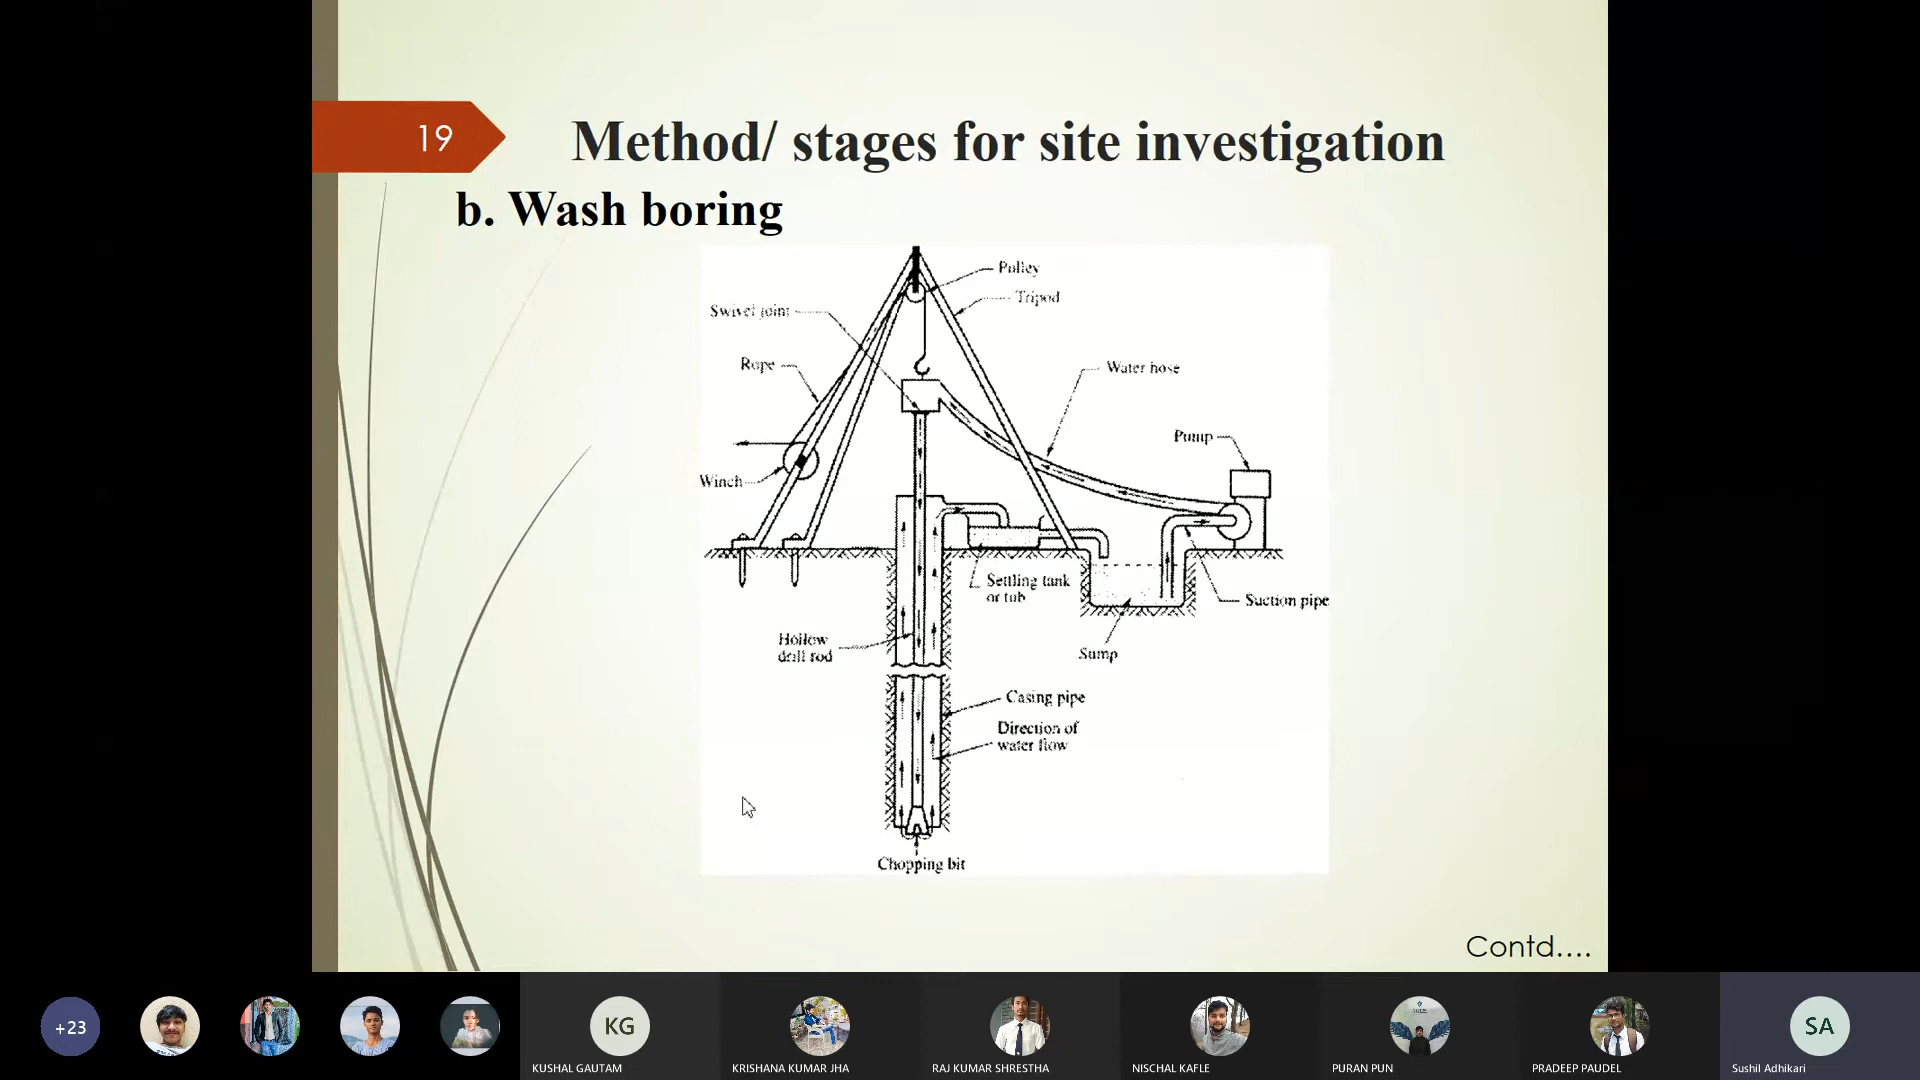 19
Method/ stages for site investigation
b. Wash boring
Pulley
Tripod
Swivel joint
Rope
Water hose
Pump
Winch
Settling tank
or tub
Suction pipe
Hollow
drill rod
Sump
Casing pipe
Direction of
water flow
Chopping bit
Contd....
+23
KG
SA
KUSHAL GAUTAM
KRISHANA KUMAR JHA
RAJ KUMAR SHRESTHA
NISCHAL KAFLE
PURAN PUN
PRADEEP PAUDEL
Sushil Adhikari